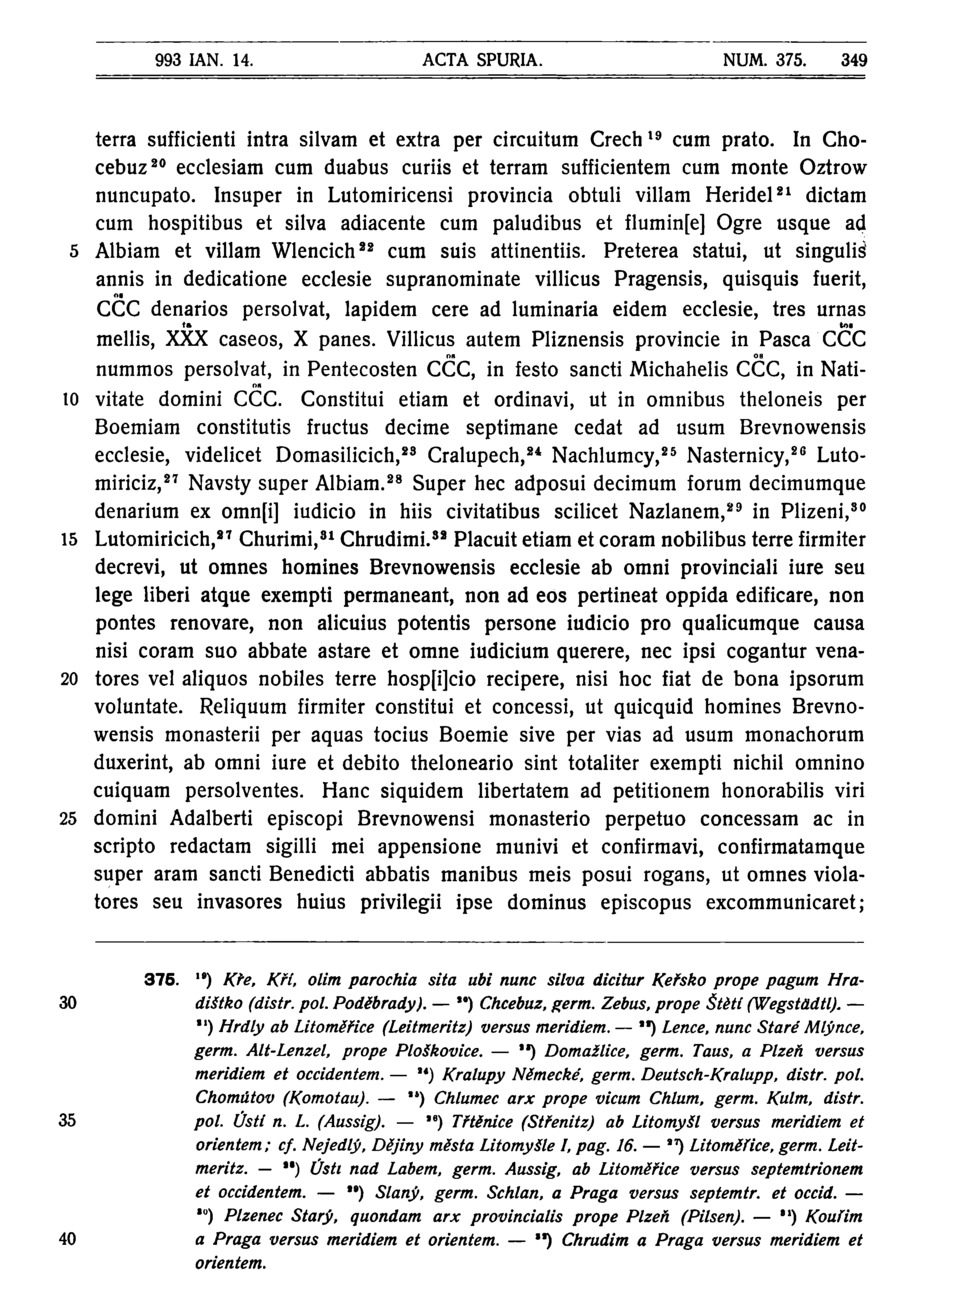 993 IAN. 14. ACTA SPURIA. NUM. 375. 349
terra sufficienti intra silvam et extra per circuitum Crech ¹⁹ cum prato. In Cho-
cebuz ²⁰ ecclesiam cum duabus curiis et terram sufficientem cum monte Oztrow
nuncupato. Insuper in Lutomiricensi provincia obtuli villam Heridel ²¹ dictam
cum hospitibus et silva adiacente cum paludibus et flumin[e] Ogre usque ad
5 Albiam et villam Wlencich ²² cum suis attinentiis. Preterea statui, ut singulis
annis in dedicatione ecclesie supranominate villicus Pragensis, quisquis fuerit,
CC̊C denarios persolvat, lapidem cere ad luminaria eidem ecclesie, tres urnas
mellis, XXX caseos, X panes. Villicus autem Pliznensis provincie in Pasca CCC
nummos persolvat, in Pentecosten CCC, in festo sancti Michahelis CCC, in Nati-
10 vitate domini CCC. Constitui etiam et ordinavi, ut in omnibus theloneis per
Boemiam constitutis fructus decime septimane cedat ad usum Brevnowensis
ecclesie, videlicet Domasilicich,²³ Cralupech,²⁴ Nachlumcy,²⁵ Nasternicy,²⁶ Luto-
miriciz,²⁷ Navsty super Albiam.²⁸ Super hec adposui decimum forum decimumque
denarium ex omn[i] iudicio in hiis civitatibus scilicet Nazlanem,²⁹ in Plizeni,³⁰
15 Lutomiricich,²⁷ Churimi,³¹ Chrudimi.³² Placuit etiam et coram nobilibus terre firmiter
decrevi, ut omnes homines Brevnowensis ecclesie ab omni provinciali iure seu
lege liberi atque exempti permaneant, non ad eos pertineat oppida edificare, non
pontes renovare, non alicuius potentis persone iudicio pro qualicumque causa
nisi coram suo abbate astare et omne iudicium querere, nec ipsi cogantur vena-
20 tores vel aliquos nobiles terre hosp[i]cio recipere, nisi hoc fiat de bona ipsorum
voluntate. Reliquum firmiter constitui et concessi, ut quicquid homines Brevno-
wensis monasterii per aquas tocius Boemie sive per vias ad usum monachorum
duxerint, ab omni iure et debito theloneario sint totaliter exempti nichil omnino
cuiquam persolventes. Hanc siquidem libertatem ad petitionem honorabilis viri
25 domini Adalberti episcopi Brevnowensi monasterio perpetuo concessam ac in
scripto redactam sigilli mei appensione munivi et confirmavi, confirmatamque
super aram sancti Benedicti abbatis manibus meis posui rogans, ut omnes viola-
tores seu invasores huius privilegii ipse dominus episcopus excommunicaret;
375. ¹⁹) Kře, Kří, olim parochia sita ubi nunc silva dicitur Keřsko prope pagum Hra-
30 dištko (distr. pol. Poděbrady). — ²⁰) Chcebuz, germ. Zebus, prope Štětí (Wegstädtl). —
²¹) Hrdly ab Litoměřice (Leitmeritz) versus meridiem. — ²²) Lence, nunc Staré Mlýnce,
germ. Alt-Lenzel, prope Ploškovice. — ²³) Domažlice, germ. Taus, a Plzeň versus
meridiem et occidentem. — ²⁴) Kralupy Německé, germ. Deutsch-Kralupp, distr. pol.
Chomútov (Komotau). — ²⁵) Chlumec arx prope vicum Chlum, germ. Kulm, distr.
35 pol. Ústí n. L. (Aussig). — ²⁶) Třtěnice (Střenitz) ab Litomyšl versus meridiem et
orientem; cf. Nejedlý, Dějiny města Litomyšle I, pag. 16. — ²⁷) Litoměřice, germ. Leit-
meritz. — ²⁸) Ústi nad Labem, germ. Aussig, ab Litoměřice versus septemtrionem
et occidentem. — ²⁹) Slaný, germ. Schlan, a Praga versus septemtr. et occid. —
³⁰) Plzenec Starý, quondam arx provincialis prope Plzeň (Pilsen). — ³¹) Kouřim
40 a Praga versus meridiem et orientem. — ³²) Chrudim a Praga versus meridiem et
orientem.